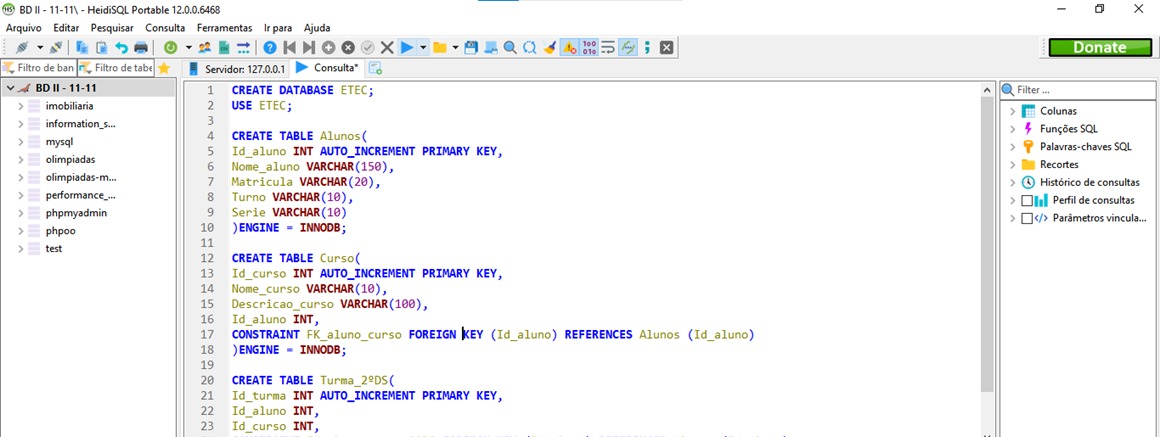 BD II - 11-11\ - HeidiSQL Portable 12.0.0.6468
Arquivo Editar Pesquisar Consulta Ferramentas Ir para Ajuda
Donate
Filtro de ban Filtro de tabe Servidor: 127.0.0.1 Consulta*
BD II - 11-11
imobiliaria
information_s...
mysql
olimpiadas
olimpiadas-m...
performance_...
phpmyadmin
phpoo
test
1 CREATE DATABASE ETEC;
2 USE ETEC;
3
4 CREATE TABLE Alunos(
5 Id_aluno INT AUTO_INCREMENT PRIMARY KEY,
6 Nome_aluno VARCHAR(150),
7 Matricula VARCHAR(20),
8 Turno VARCHAR(10),
9 Serie VARCHAR(10)
10 )ENGINE = INNODB;
11
12 CREATE TABLE Curso(
13 Id_curso INT AUTO_INCREMENT PRIMARY KEY,
14 Nome_curso VARCHAR(10),
15 Descricao_curso VARCHAR(100),
16 Id_aluno INT,
17 CONSTRAINT FK_aluno_curso FOREIGN KEY (Id_aluno) REFERENCES Alunos (Id_aluno)
18 )ENGINE = INNODB;
19
20 CREATE TABLE Turma_2ºDS(
21 Id_turma INT AUTO_INCREMENT PRIMARY KEY,
22 Id_aluno INT,
23 Id_curso INT,
Filter ...
Colunas
Funções SQL
Palavras-chaves SQL
Recortes
Histórico de consultas
Perfil de consultas
Parâmetros vincula...